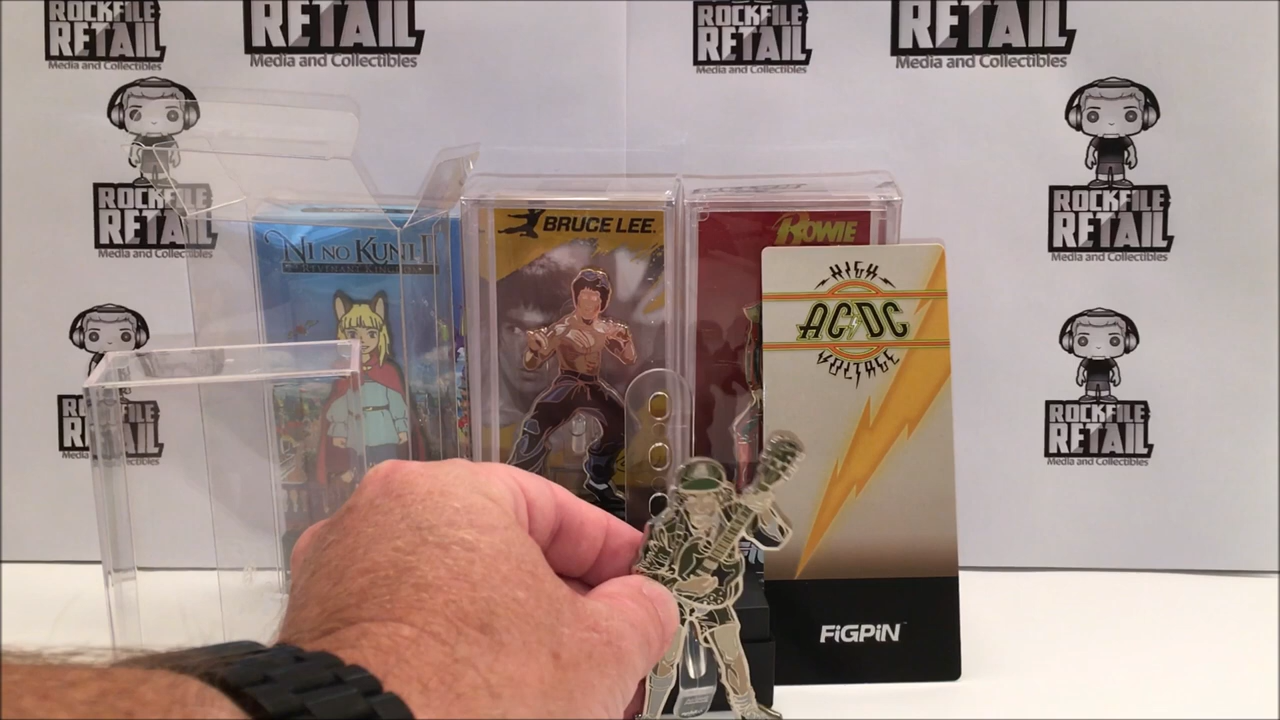 ROCKFILE
RETAIL
Media and Collectibles
RETAIL
Media and Collectibles
ROCKFILE
RETAIL
Media and Collectibles
RETAIL
Media and Collectibles
ROCKFILE
RETAIL
Media and Collectibles
ROCKFILE
RETAIL
Media and Collectibles
NI NO KUNI II
REVENANT KINGDOM
BRUCE LEE
BOWIE
HIGH
AC DC
VOLTAGE
ROCKFILE
RETAIL
ROCKFILE
RETAIL
Media and Collectibles
FiGPiN